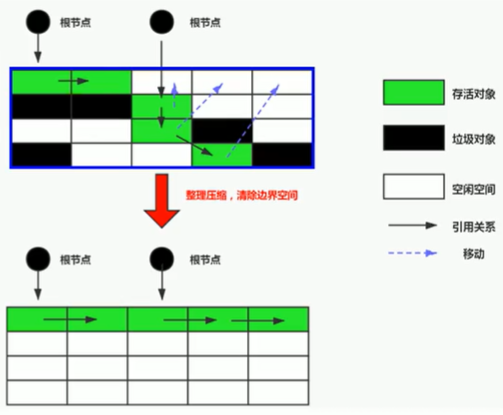 根节点
根节点
存活对象
垃圾对象
整理压缩，清除边界空间
空闲空间
引用关系
移动
根节点
根节点